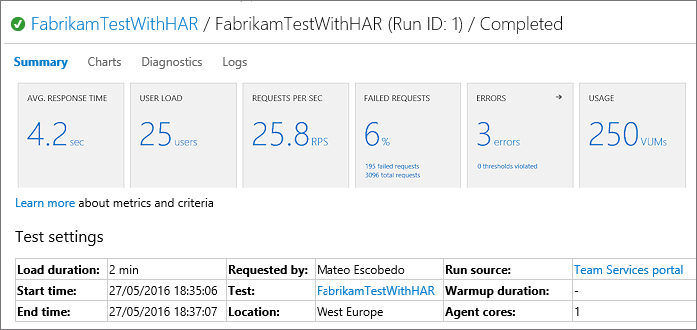 FabrikamTestWithHAR / FabrikamTestWithHAR (Run ID: 1) / Completed
Summary Charts Diagnostics Logs
AVG. RESPONSE TIME USER LOAD REQUESTS PER SEC FAILED REQUESTS ERRORS → USAGE
4.2 sec 25 users 25.8 RPS 6% 3 errors 250 VUMs
195 failed requests 0 thresholds violated
3096 total requests
Learn more about metrics and criteria
Test settings
Load duration: 2 min Requested by: Mateo Escobedo Run source: Team Services portal
Start time: 27/05/2016 18:35:06 Test: FabrikamTestWithHAR Warmup duration: -
End time: 27/05/2016 18:37:07 Location: West Europe Agent cores: 1